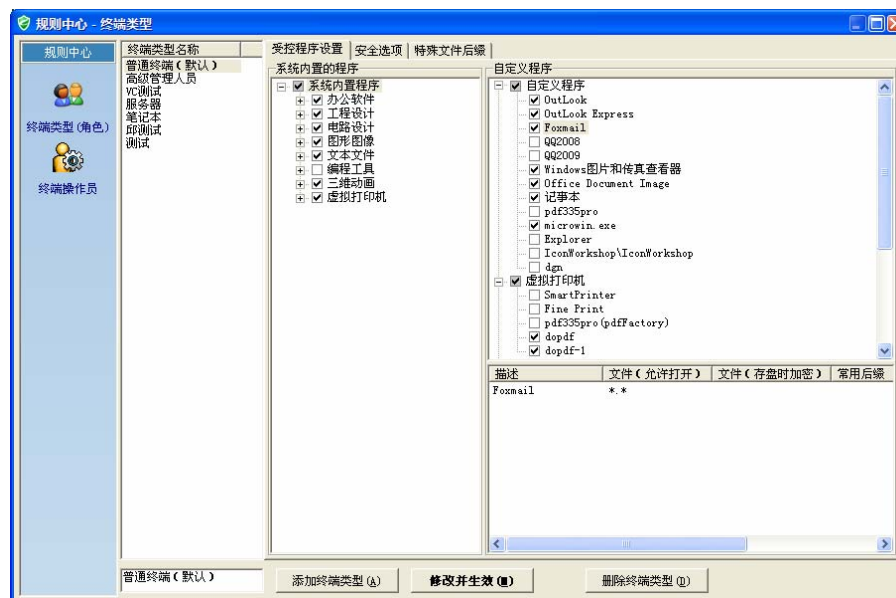 规则中心 - 终端类型
规则中心
终端类型(角色)
终端操作员
终端类型名称
普通终端(默认)
高级管理人员
VC测试
服务器
笔记本
邱测试
测试
普通终端(默认)
受控程序设置 安全选项 特殊文件后缀
系统内置的程序
系统内置程序
办公软件
工程设计
电路设计
图形图像
文本文件
编程工具
三维动画
虚拟打印机
自定义程序
自定义程序
OutLook
OutLook Express
Foxmail
QQ2008
QQ2009
Windows图片和传真查看器
Office Document Image
记事本
pdf335pro
microwin.exe
Explorer
IconWorkshop\IconWorkshop
dgn
虚拟打印机
SmartPrinter
Fine Print
pdf335pro(pdfFactory)
dopdf
dopdf-1
描述 文件(允许打开) 文件(存盘时加密) 常用后缀
Foxmail *.*
添加终端类型(A) 修改并生效(M) 删除终端类型(D)